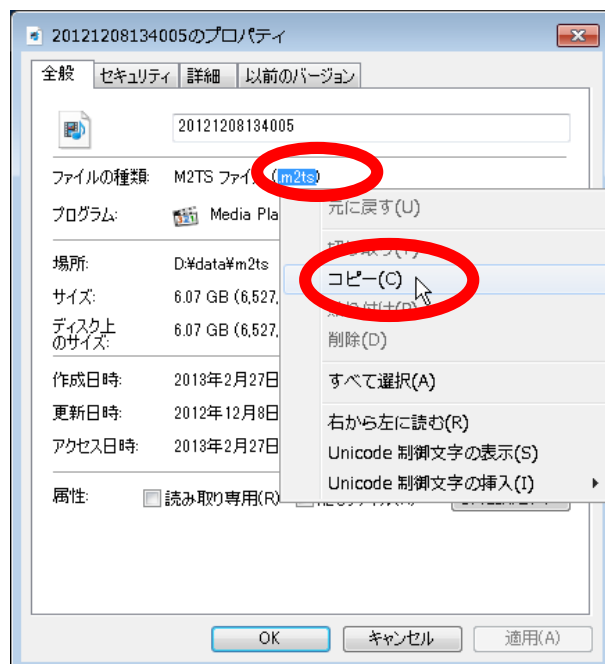 20121208134005のプロパティ
全般 セキュリティ 詳細 以前のバージョン
20121208134005
ファイルの種類: M2TS ファイル (.m2ts)
プログラム: Media Pla
元に戻す(U)
切り取り(T)
場所: D:¥data¥m2ts
コピー(C)
サイズ: 6.07 GB (6,527,
貼り付け(P)
ディスク上
のサイズ: 6.07 GB (6,527,
削除(D)
作成日時: 2013年2月27日
すべて選択(A)
更新日時: 2012年12月8日
右から左に読む(R)
アクセス日時: 2013年2月27日
Unicode 制御文字の表示(S)
Unicode 制御文字の挿入(I)
属性: 読み取り専用(R)
OK キャンセル 適用(A)